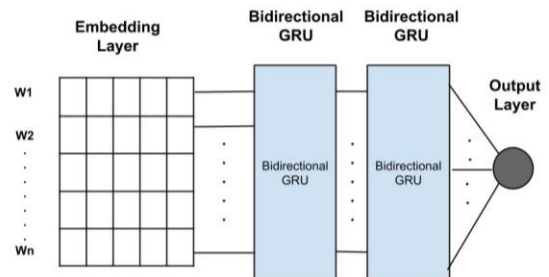 Embedding
Layer
Bidirectional
GRU
Bidirectional
GRU
Output
Layer
W1
W2
Wn
Bidirectional
GRU
Bidirectional
GRU